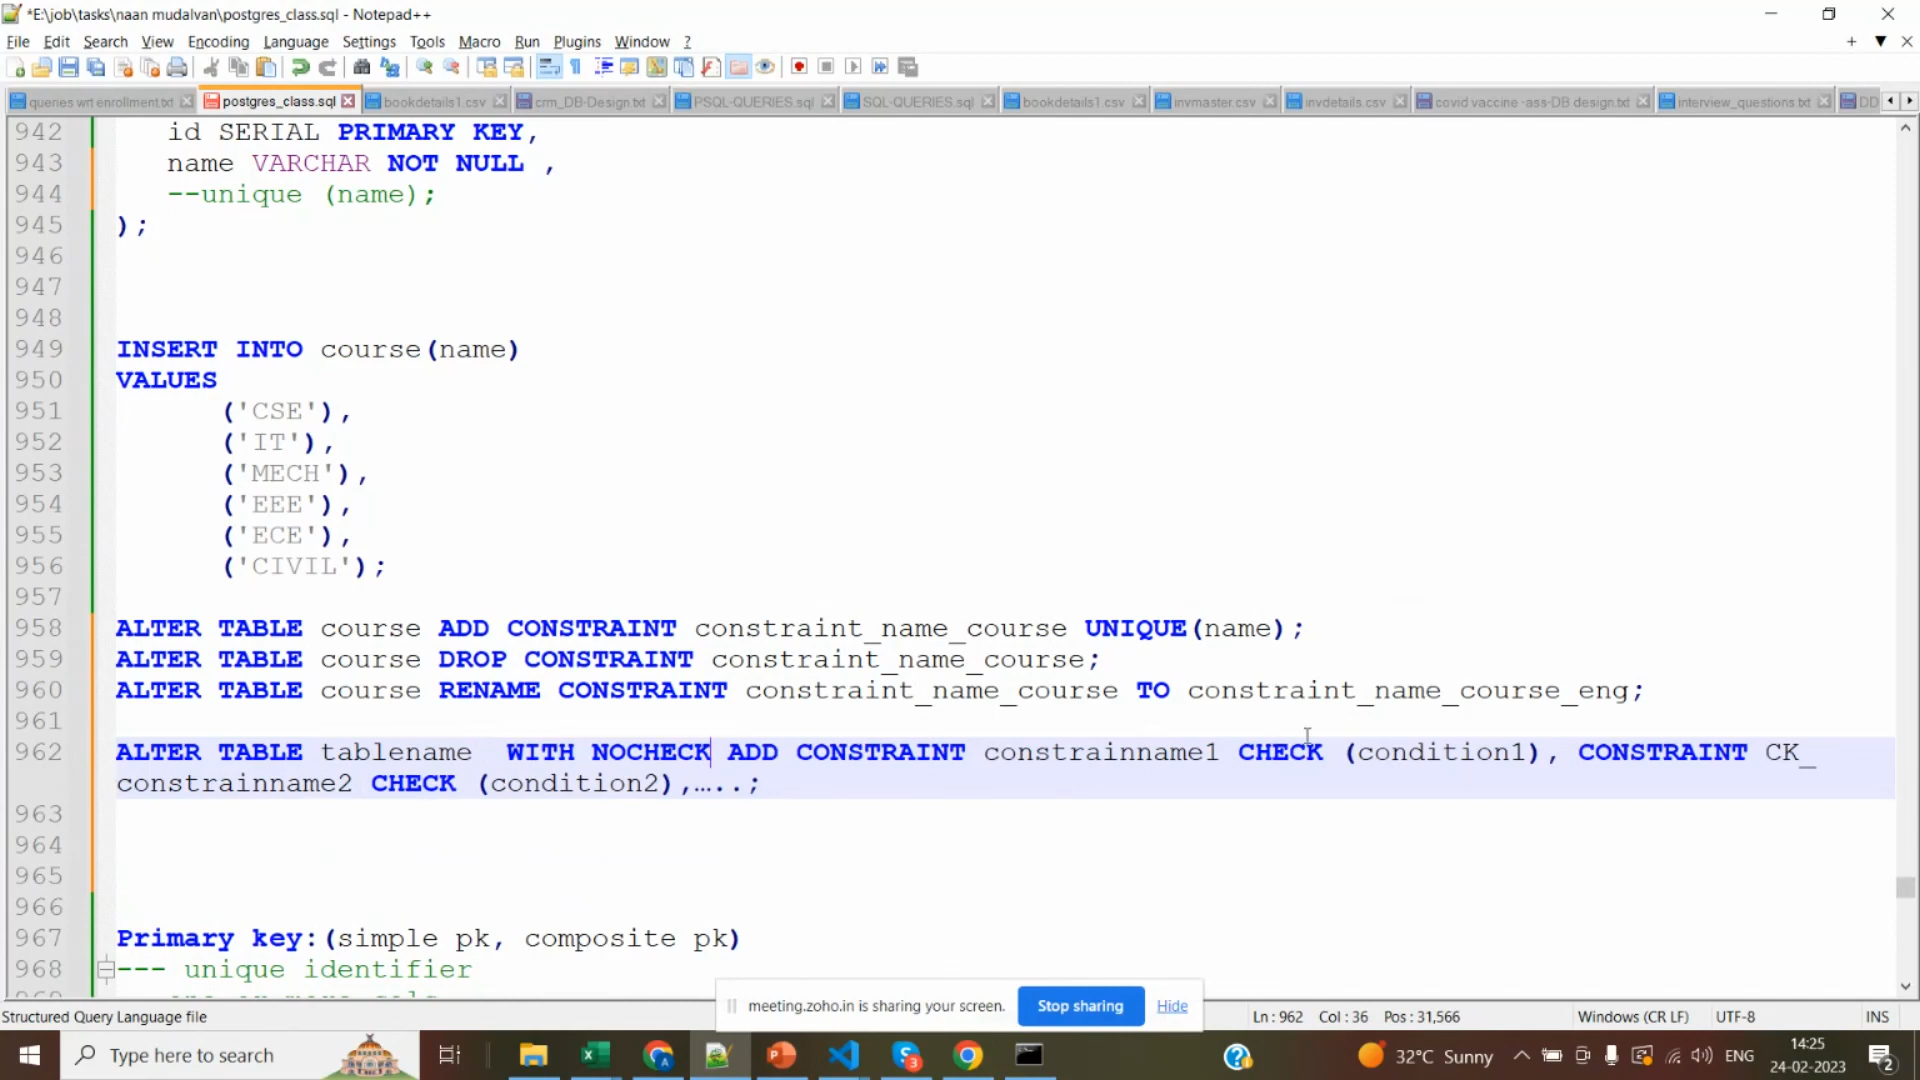 *E:\job\tasks\naan mudalvan\postgres_class.sql - Notepad++
File Edit Search View Encoding Language Settings Tools Macro Run Plugins Window ?
queries wrt enrollment.txt postgres_class.sql bookdetails1.csv crm_DB-Design.txt PSQL-QUERIES.sql SQL-QUERIES.sql bookdetails1.csv invmaster.csv invdetails.csv covid vaccine -ass-DB design.txt interview_questions.txt DD
942 id SERIAL PRIMARY KEY,
943 name VARCHAR NOT NULL ,
944 --unique (name);
945 );
946
947
948
949 INSERT INTO course(name)
950 VALUES
951 ('CSE'),
952 ('IT'),
953 ('MECH'),
954 ('EEE'),
955 ('ECE'),
956 ('CIVIL');
957
958 ALTER TABLE course ADD CONSTRAINT constraint_name_course UNIQUE(name);
959 ALTER TABLE course DROP CONSTRAINT constraint_name_course;
960 ALTER TABLE course RENAME CONSTRAINT constraint_name_course TO constraint_name_course_eng;
961
962 ALTER TABLE tablename WITH NOCHECK ADD CONSTRAINT constrainname1 CHECK (condition1), CONSTRAINT CK_
constrainname2 CHECK (condition2),…..;
963
964
965
966
967 Primary key:(simple pk, composite pk)
968 --- unique identifier
meeting.zoho.in is sharing your screen. Stop sharing Hide
Structured Query Language file Ln : 962 Col : 36 Pos : 31,566 Windows (CR LF) UTF-8 INS
Type here to search 32°C Sunny ENG 14:25
24-02-2023 2